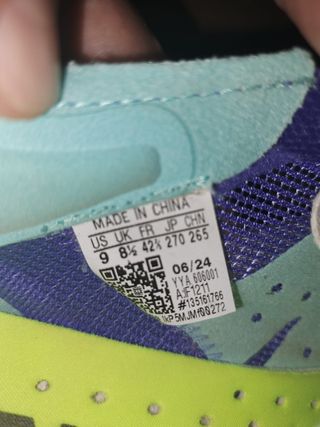 MADE IN CHINA
US UK FR JP CHN
9 8½ 42⅔ 270 265
06/24
YYA 606001
AJF1211
#135161766